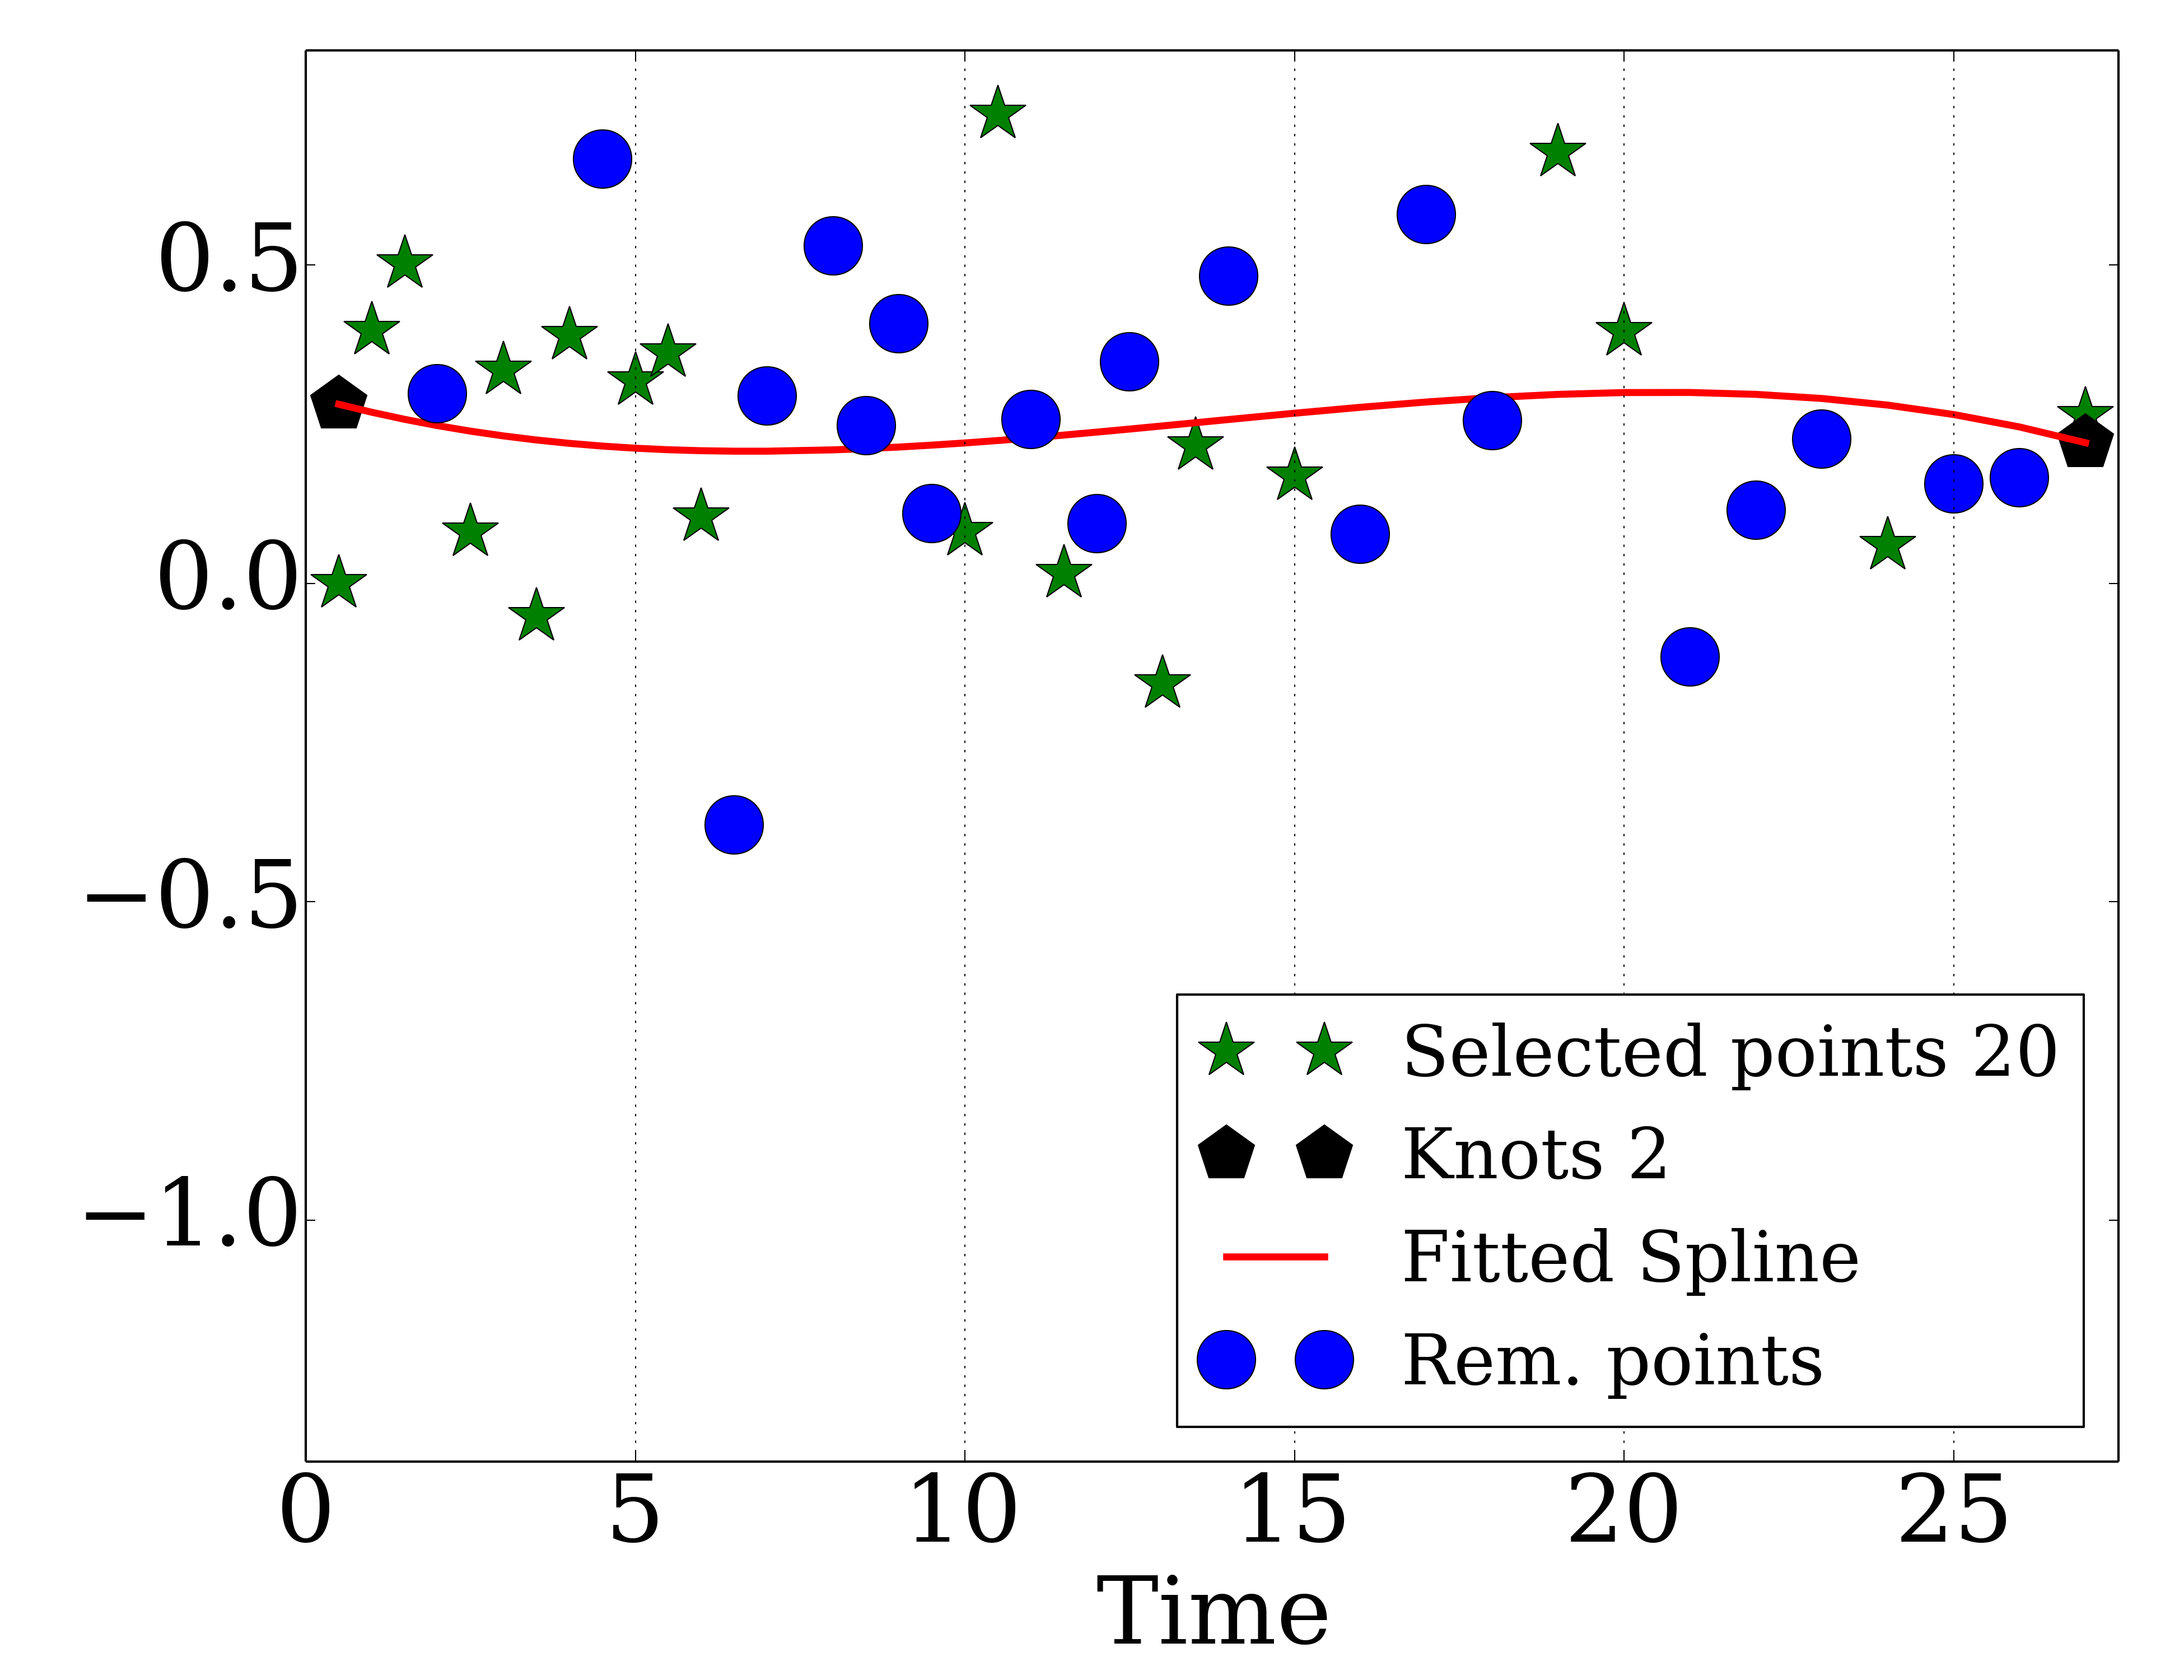 0.5
0.0
−0.5
−1.0
Selected points 20
Knots 2
Fitted Spline
Rem. points
0 5 10 15 20 25
Time